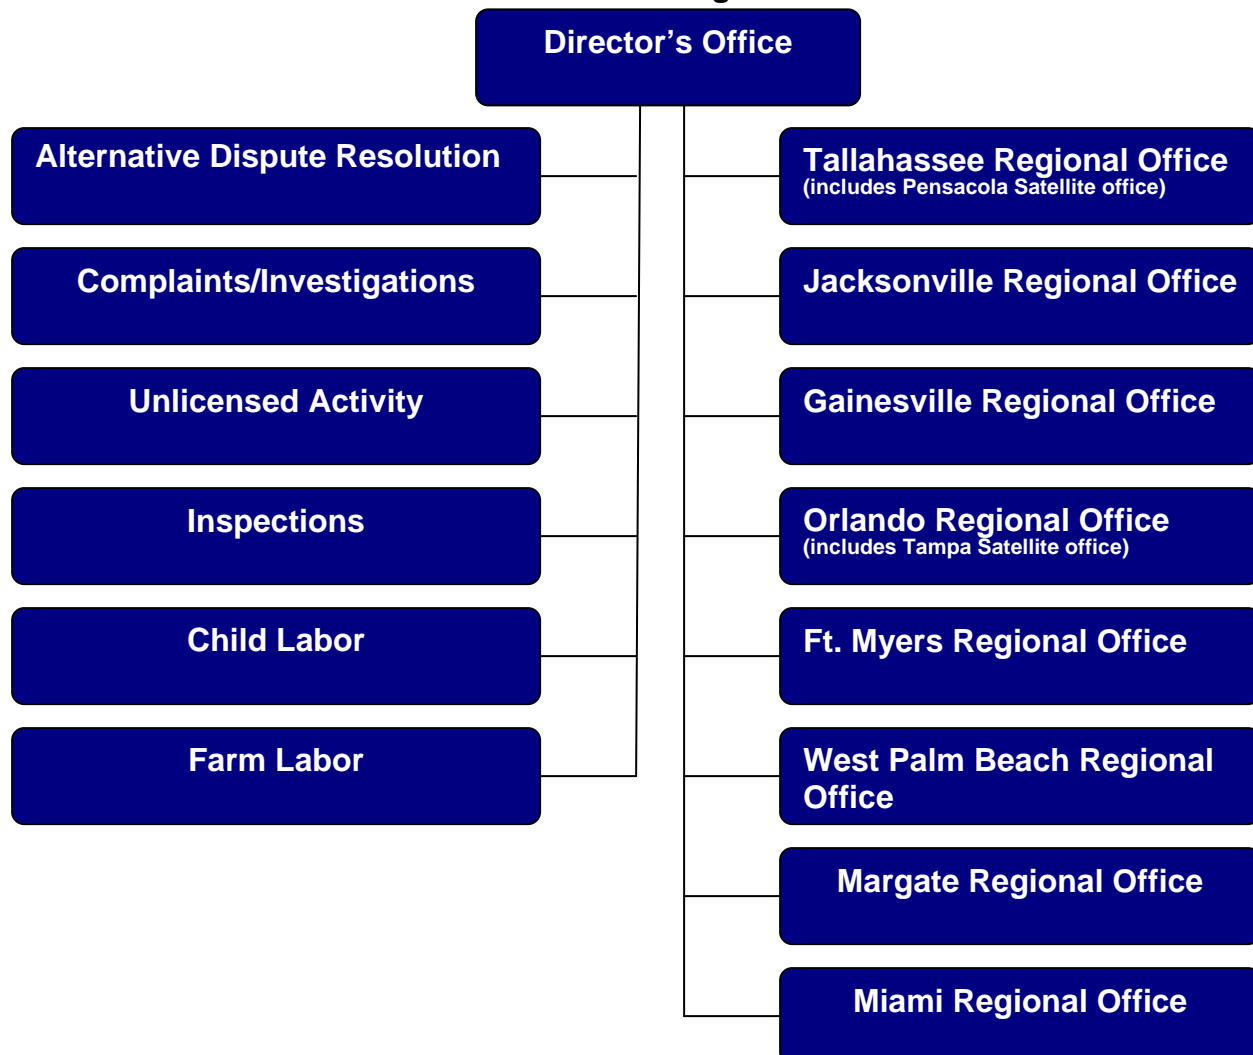 Director’s Office
Alternative Dispute Resolution
Complaints/Investigations
Unlicensed Activity
Inspections
Child Labor
Farm Labor
Tallahassee Regional Office
(includes Pensacola Satellite office)
Jacksonville Regional Office
Gainesville Regional Office
Orlando Regional Office
(includes Tampa Satellite office)
Ft. Myers Regional Office
West Palm Beach Regional
Office
Margate Regional Office
Miami Regional Office